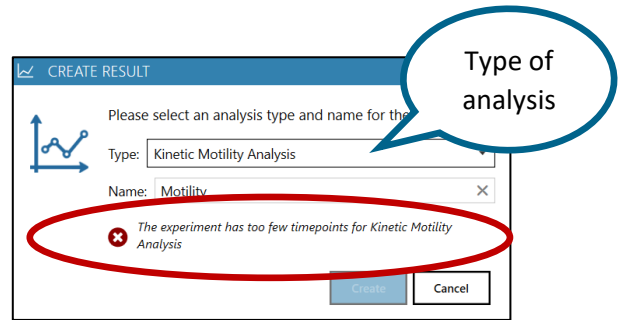 CREATE RESULT
Type of
analysis
Please select an analysis type and name for the
Type: Kinetic Motility Analysis
Name: Motility
The experiment has too few timepoints for Kinetic Motility
Analysis
Create Cancel